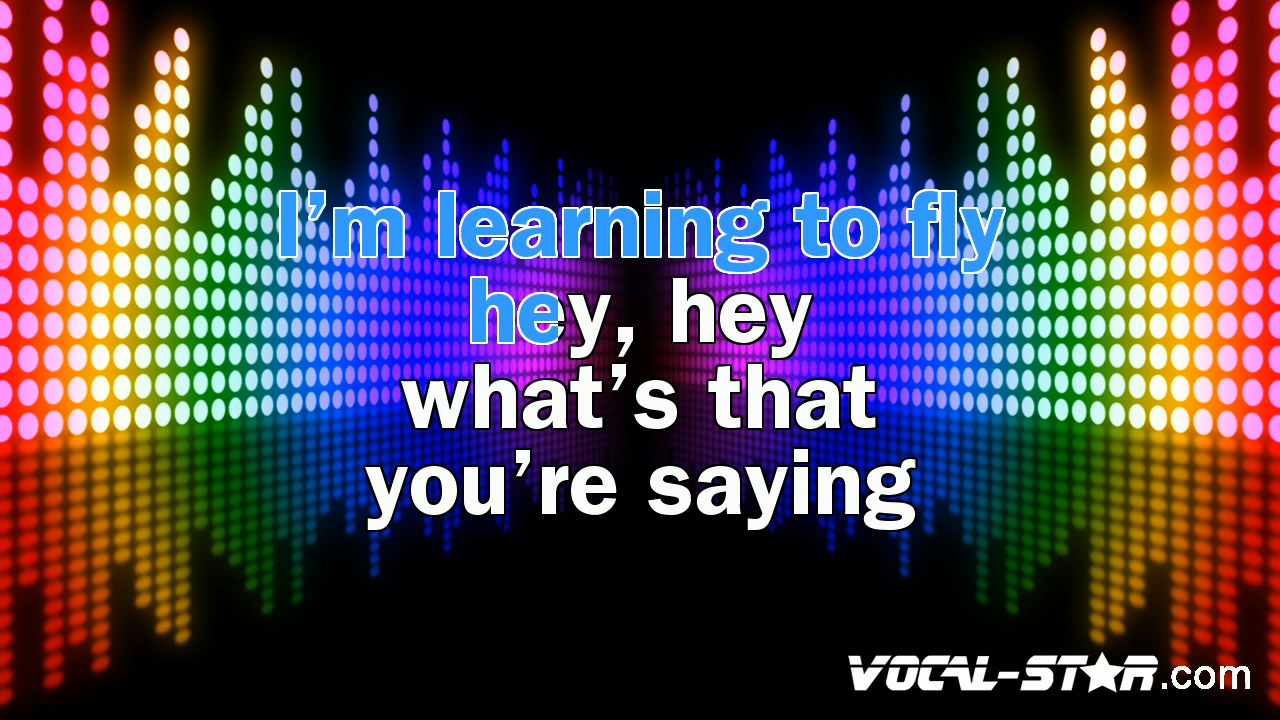 I'm learning to fly
hey, hey
what's that
you're saying
VOCAL-STAR.com